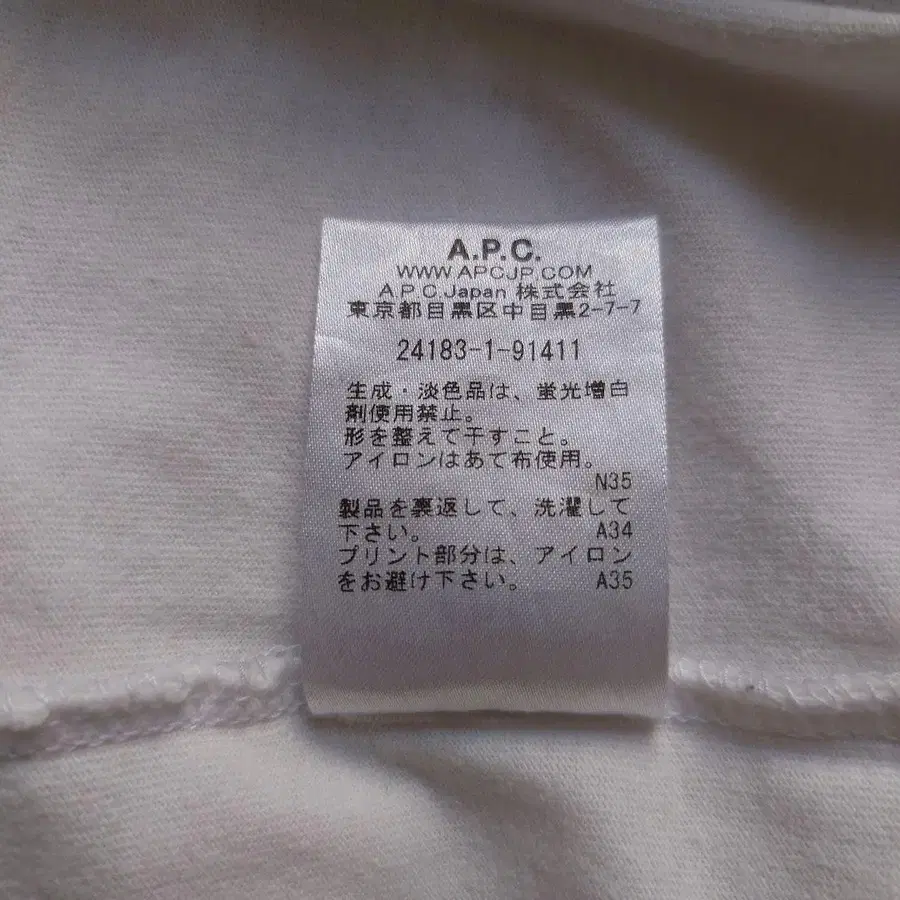 A.P.C.
WWW.APCJP.COM
A.P.C.Japan 株式会社
東京都目黒区中目黒2-7-7
24183-1-91411
生成・淡色品は、蛍光増白
剤使用禁止。
形を整えて干すこと。
アイロンはあて布使用。
N35
製品を裏返して、洗濯して
下さい。 A34
プリント部分は、アイロン
をお避け下さい。 A35